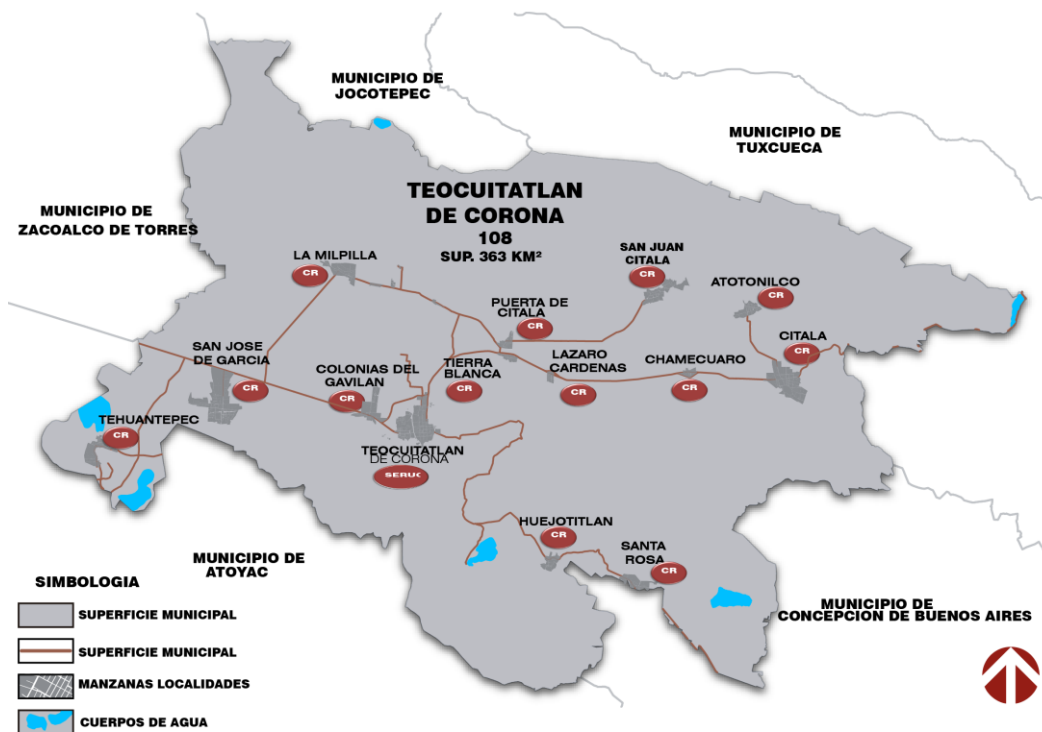 MUNICIPIO DE
JOCOTEPEC
MUNICIPIO DE
TUXCUECA
TEOCUITATLAN
DE CORONA
108
SUP. 363 KM²
MUNICIPIO DE
ZACOALCO DE TORRES
LA MILPILLA
CR
SAN JUAN
CITALA
CR
ATOTONILCO
CR
PUERTA DE
CITALA
CR
CITALA
CR
SAN JOSE
DE GARCIA
CR
COLONIAS DEL
GAVILAN
CR
TIERRA
BLANCA
CR
LAZARO
CARDENAS
CR
CHAMECUARO
CR
TEHUANTEPEC
CR
TEOCUITATLAN
DE CORONA
HUEJOTITLAN
CR
SANTA
ROSA
CR
MUNICIPIO DE
ATOYAC
MUNICIPIO DE
CONCEPCION DE BUENOS AIRES
SIMBOLOGIA
SUPERFICIE MUNICIPAL
SUPERFICIE MUNICIPAL
MANZANAS LOCALIDADES
CUERPOS DE AGUA